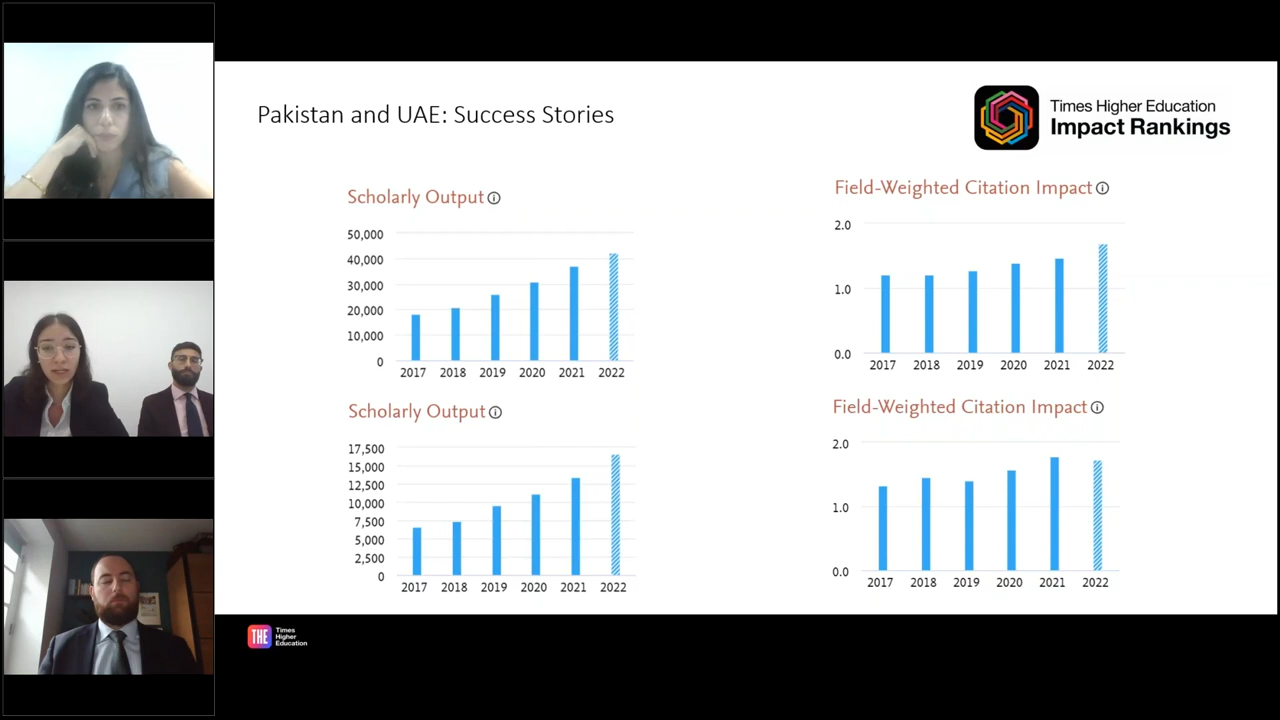 Pakistan and UAE: Success Stories
Times Higher Education
Impact Rankings
Scholarly Output
50,000
40,000
30,000
20,000
10,000
0
2017 2018 2019 2020 2021 2022
Field-Weighted Citation Impact
2.0
1.0
0.0
2017 2018 2019 2020 2021 2022
Scholarly Output
17,500
15,000
12,500
10,000
7,500
5,000
2,500
0
2017 2018 2019 2020 2021 2022
Field-Weighted Citation Impact
2.0
1.0
0.0
2017 2018 2019 2020 2021 2022
THE
Times
Higher
Education